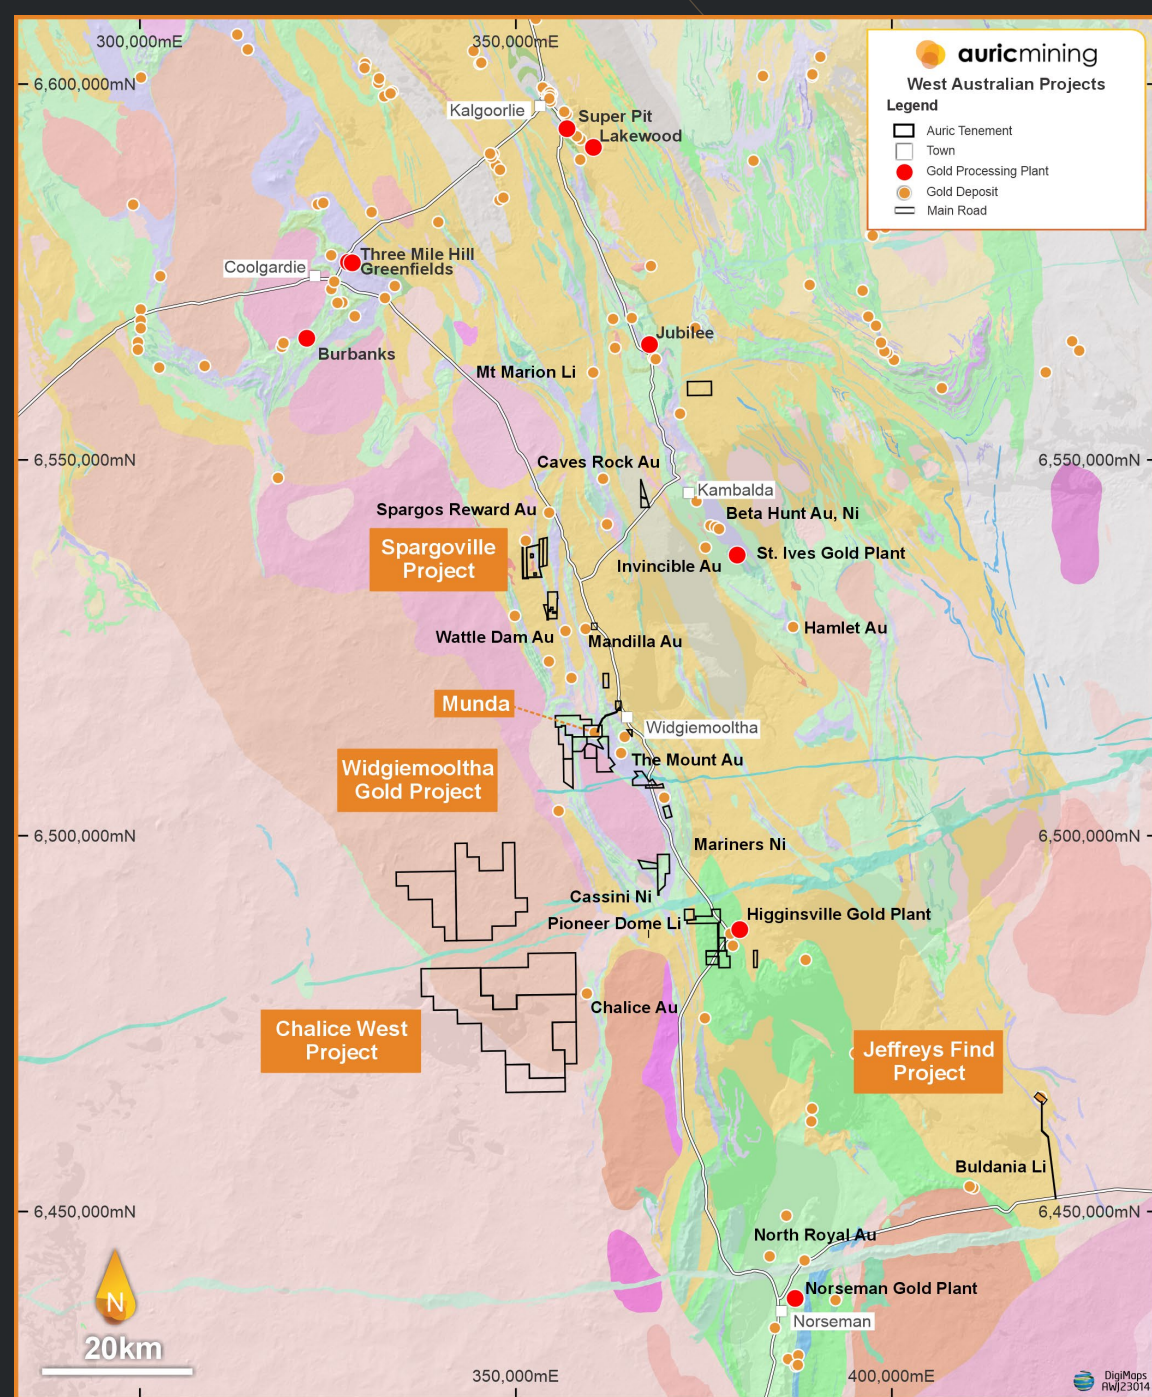 300,000mE
350,000mE
6,600,000mN
auricmining
West Australian Projects
Legend
Auric Tenement
Town
Gold Processing Plant
Gold Deposit
Main Road
Kalgoorlie
Super Pit
Lakewood
Three Mile Hill
Greenfields
Coolgardie
Burbanks
Jubilee
Mt Marion Li
6,550,000mN
Caves Rock Au
6,550,000mN
Kambalda
Spargos Reward Au
Beta Hunt Au, Ni
Spargoville
Project
St. Ives Gold Plant
Invincible Au
Hamlet Au
Wattle Dam Au
Mandilla Au
Munda
Widgiemooltha
The Mount Au
Widgiemooltha
Gold Project
6,500,000mN
6,500,000mN
Mariners Ni
Cassini Ni
Higginsville Gold Plant
Pioneer Dome Li
Chalice Au
Chalice West
Project
Jeffreys Find
Project
Buldania Li
6,450,000mN
6,450,000mN
North Royal Au
Norseman Gold Plant
Norseman
N
20km
350,000mE
400,000mE
DigiMaps
AWJ23014